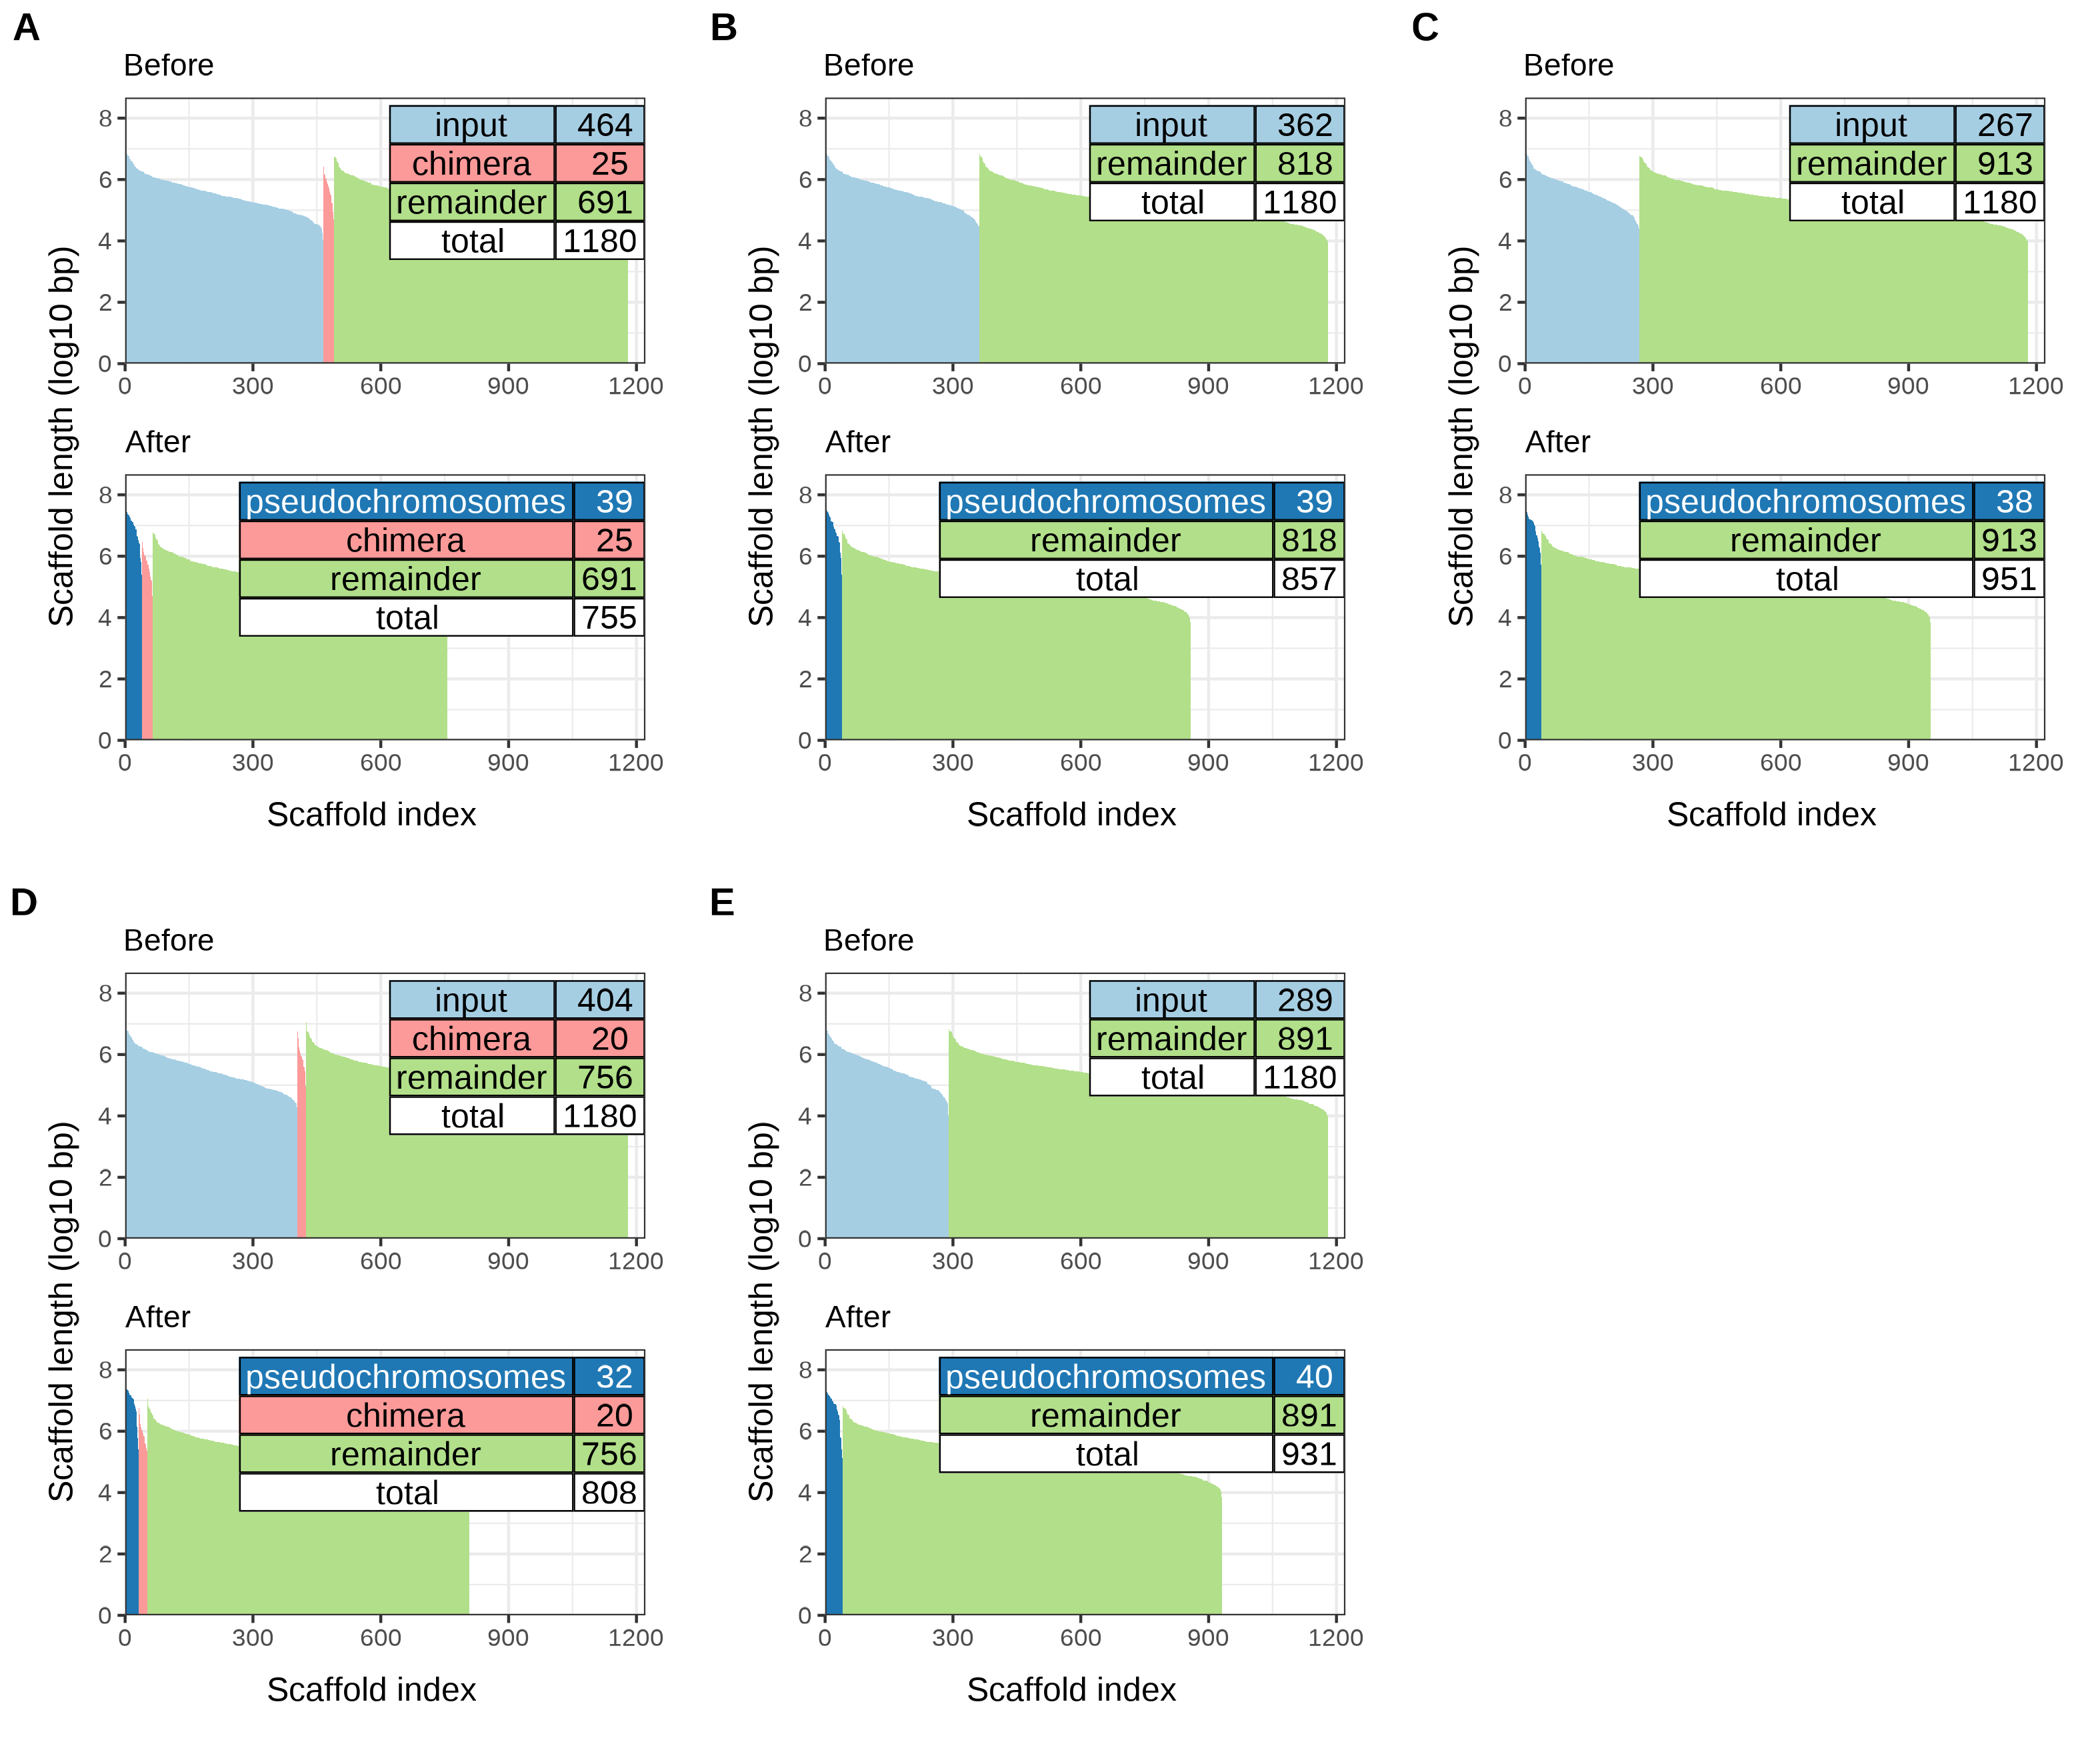 A
Before
Scaffold length (log10 bp)
8
6
4
2
0
0 300 600 900 1200
input 464
chimera 25
remainder 691
total 1180
After
8
6
4
2
0
0 300 600 900 1200
pseudochromosomes 39
chimera 25
remainder 691
total 755
Scaffold index
B
Before
Scaffold length (log10 bp)
8
6
4
2
0
0 300 600 900 1200
input 362
remainder 818
total 1180
After
8
6
4
2
0
0 300 600 900 1200
pseudochromosomes 39
remainder 818
total 857
Scaffold index
C
Before
Scaffold length (log10 bp)
8
6
4
2
0
0 300 600 900 1200
input 267
remainder 913
total 1180
After
8
6
4
2
0
0 300 600 900 1200
pseudochromosomes 38
remainder 913
total 951
Scaffold index
D
Before
Scaffold length (log10 bp)
8
6
4
2
0
0 300 600 900 1200
input 404
chimera 20
remainder 756
total 1180
After
8
6
4
2
0
0 300 600 900 1200
pseudochromosomes 32
chimera 20
remainder 756
total 808
Scaffold index
E
Before
Scaffold length (log10 bp)
8
6
4
2
0
0 300 600 900 1200
input 289
remainder 891
total 1180
After
8
6
4
2
0
0 300 600 900 1200
pseudochromosomes 40
remainder 891
total 931
Scaffold index